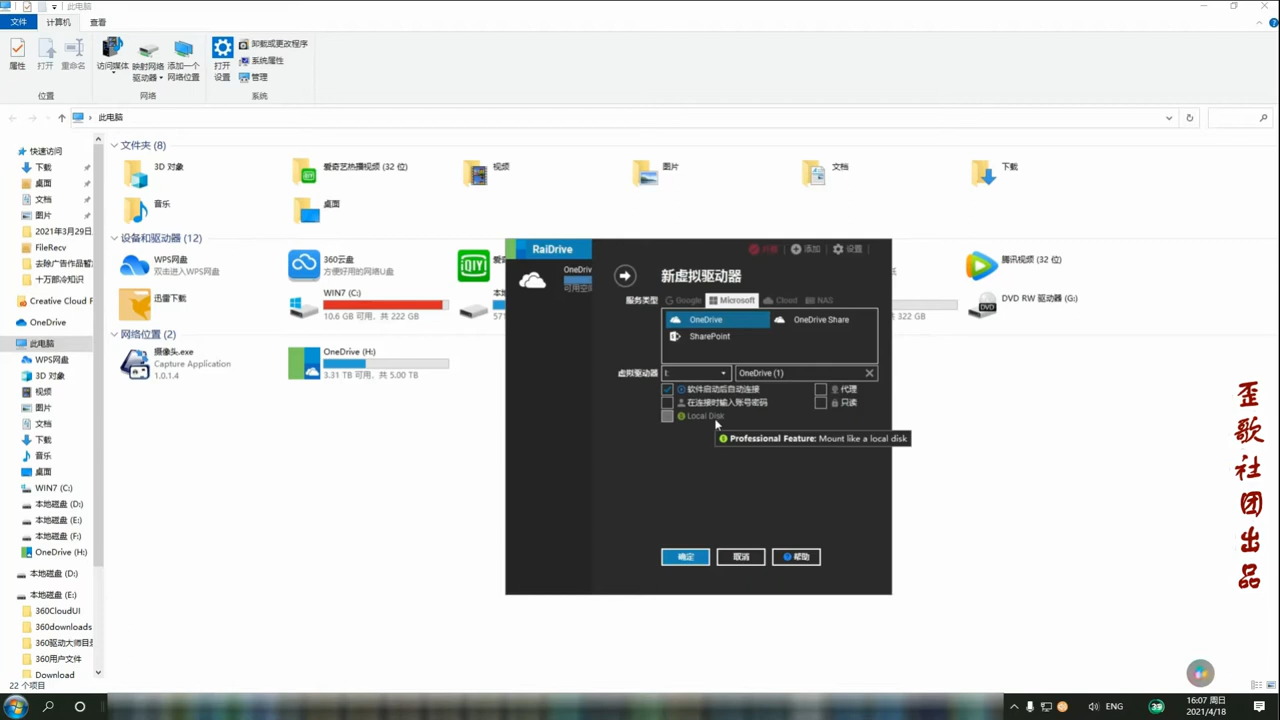 此电脑
文件
计算机
查看
属性
打开
重命名
访问媒体
映射网络
驱动器
添加一个
网络位置
打开
设置
卸载或更改程序
系统属性
管理
位置
网络
系统
此电脑
快速访问
下载
桌面
文档
图片
2021年3月29日
FileRecv
十万部冷知识
Creative Cloud F
OneDrive
此电脑
WPS网盘
3D 对象
视频
图片
文档
下载
音乐
桌面
WIN7 (C:)
本地磁盘 (D:)
本地磁盘 (E:)
本地磁盘 (F:)
OneDrive (H:)
本地磁盘 (D:)
本地磁盘 (E:)
360CloudUI
360downloads
360驱动大师目录
360用户文件
Download
22 个项目
文件夹 (8)
3D 对象
爱奇艺热播视频 (32 位)
视频
图片
文档
下载
音乐
桌面
设备和驱动器 (12)
WPS网盘
双击进入WPS网盘
360云盘
方便好用的网络U盘
iQIYI
腾讯视频 (32 位)
迅雷下载
WIN7 (C:)
10.6 GB 可用，共 222 GB
322 GB
DVD RW 驱动器 (G:)
DVD
网络位置 (2)
摄像头.exe
Capture Application
1.0.1.4
OneDrive (H:)
3.31 TB 可用，共 5.00 TB
RaiDrive
添加
设置
OneDriv
可用空间
新虚拟驱动器
服务类型
Google
Microsoft
Cloud
NAS
OneDrive
OneDrive Share
SharePoint
虚拟驱动器
I:
OneDrive (1)
软件启动后自动连接
代理
在连接时输入账号密码
只读
Local Disk
Professional Feature: Mount like a local disk
确定
取消
帮助
歪歌社团出品
ENG
39
16:07 周日
2021/4/18